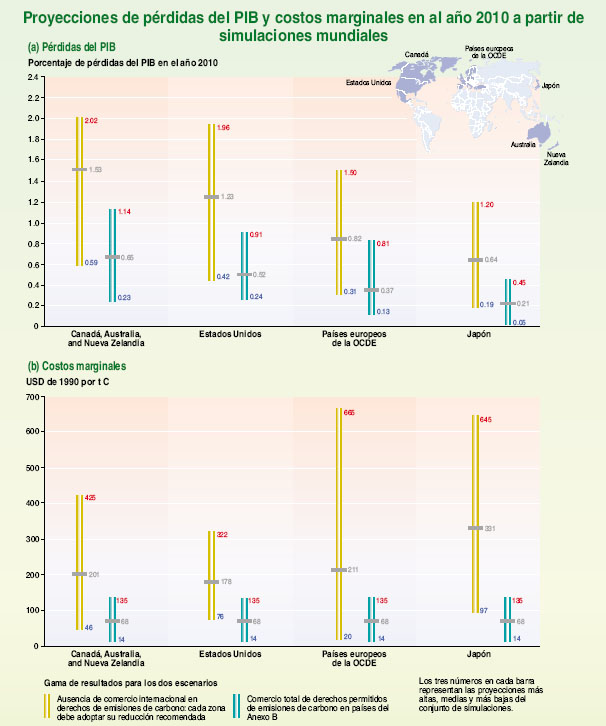 Proyecciones de pérdidas del PIB y costos marginales en al año 2010 a partir de
simulaciones mundiales
(a) Pérdidas del PIB
Porcentaje de pérdidas del PIB en el año 2010
Canadá
Países europeos
de la OCDE
Estados Unidos
Japón
Australia
Nueva
Zelandia
2.4
2.2
2.0
1.8
1.6
1.4
1.2
1.0
0.8
0.6
0.4
0.2
0
2.02
1.53
0.59
1.14
0.65
0.23
1.96
1.23
0.42
0.91
0.52
0.24
1.50
0.82
0.31
0.81
0.37
0.13
1.20
0.64
0.19
0.45
0.21
0.05
Canadá, Australia,
and Nueva Zelandia
Estados Unidos
Países europeos
de la OCDE
Japón
(b) Costos marginales
USD de 1990 por t C
700
600
500
400
300
200
100
0
425
201
46
135
68
14
322
178
76
135
68
14
665
211
20
135
68
14
645
331
97
135
68
14
Canadá, Australia,
and Nueva Zelandia
Estados Unidos
Países europeos
de la OCDE
Japón
Gama de resultados para los dos escenarios
Ausencia de comercio internacional en
derechos de emisiones de carbono: cada zona
debe adoptar su reducción recomendada
Comercio total de derechos permitidos
de emisiones de carbono en países del
Anexo B
Los tres números en cada barra
representan las proyecciones más
altas, medias y más bajas del
conjunto de simulaciones.